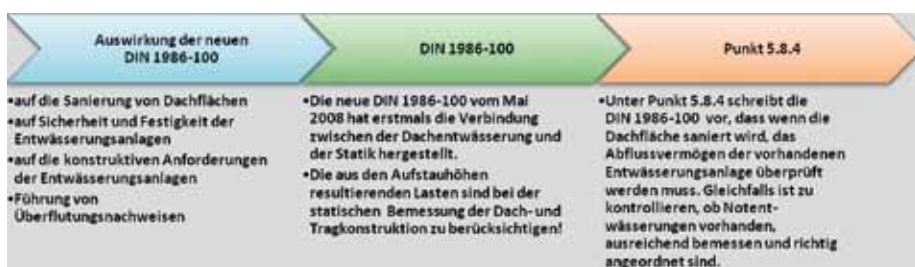 Auswirkung der neuen
DIN 1986-100
•auf die Sanierung von Dachflächen
•auf Sicherheit und Festigkeit der
Entwässerungsanlagen
•auf die konstruktiven Anforderungen
der Entwässerungsanlagen
•Führung von
Überflutungsnachweisen
DIN 1986-100
•Die neue DIN 1986-100 vom Mai
2008 hat erstmals die Verbindung
zwischen der Dachentwässerung und
der Statik hergestellt.
•Die aus den Aufstauhöhen
resultierenden Lasten sind bei der
statischen Bemessung der Dach- und
Tragkonstruktion zu berücksichtigen!
Punkt 5.8.4
•Unter Punkt 5.8.4 schreibt die
DIN 1986-100 vor, dass wenn die
Dachfläche saniert wird, das
Abflussvermögen der vorhandenen
Entwässerungsanlage überprüft
werden muss. Gleichfalls ist zu
kontrollieren, ob Notent-
wässerungen vorhanden,
ausreichend bemessen und richtig
angeordnet sind.